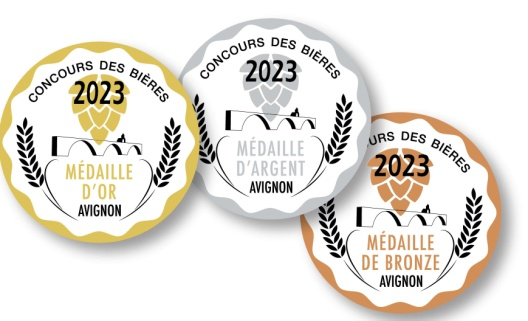 CONCOURS DES BIÈRES
2023
MÉDAILLE
D'OR
AVIGNON
CONCOURS DES BIÈRES
2023
MÉDAILLE
D'ARGENT
AVIGNON
URS DES BIÈRES
2023
MÉDAILLE
DE BRONZE
AVIGNON